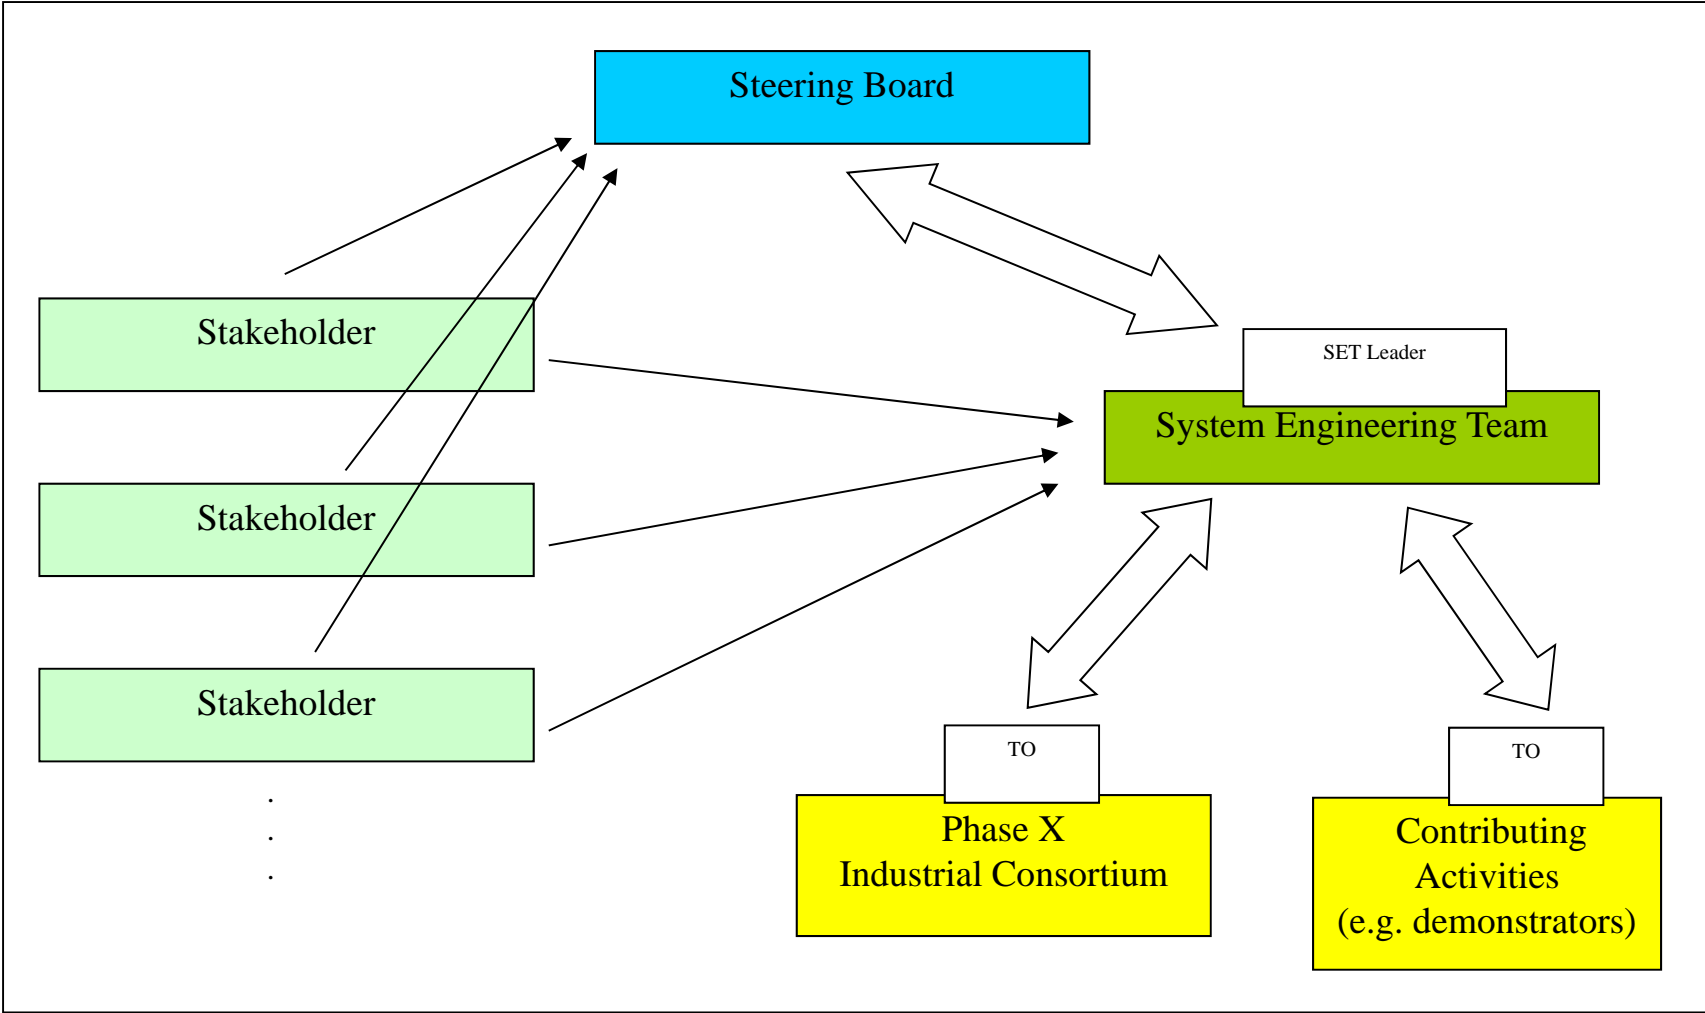 Steering Board
Stakeholder
SET Leader
System Engineering Team
Stakeholder
Stakeholder
.
.
.
TO
Phase X
Industrial Consortium
TO
Contributing
Activities
(e.g. demonstrators)